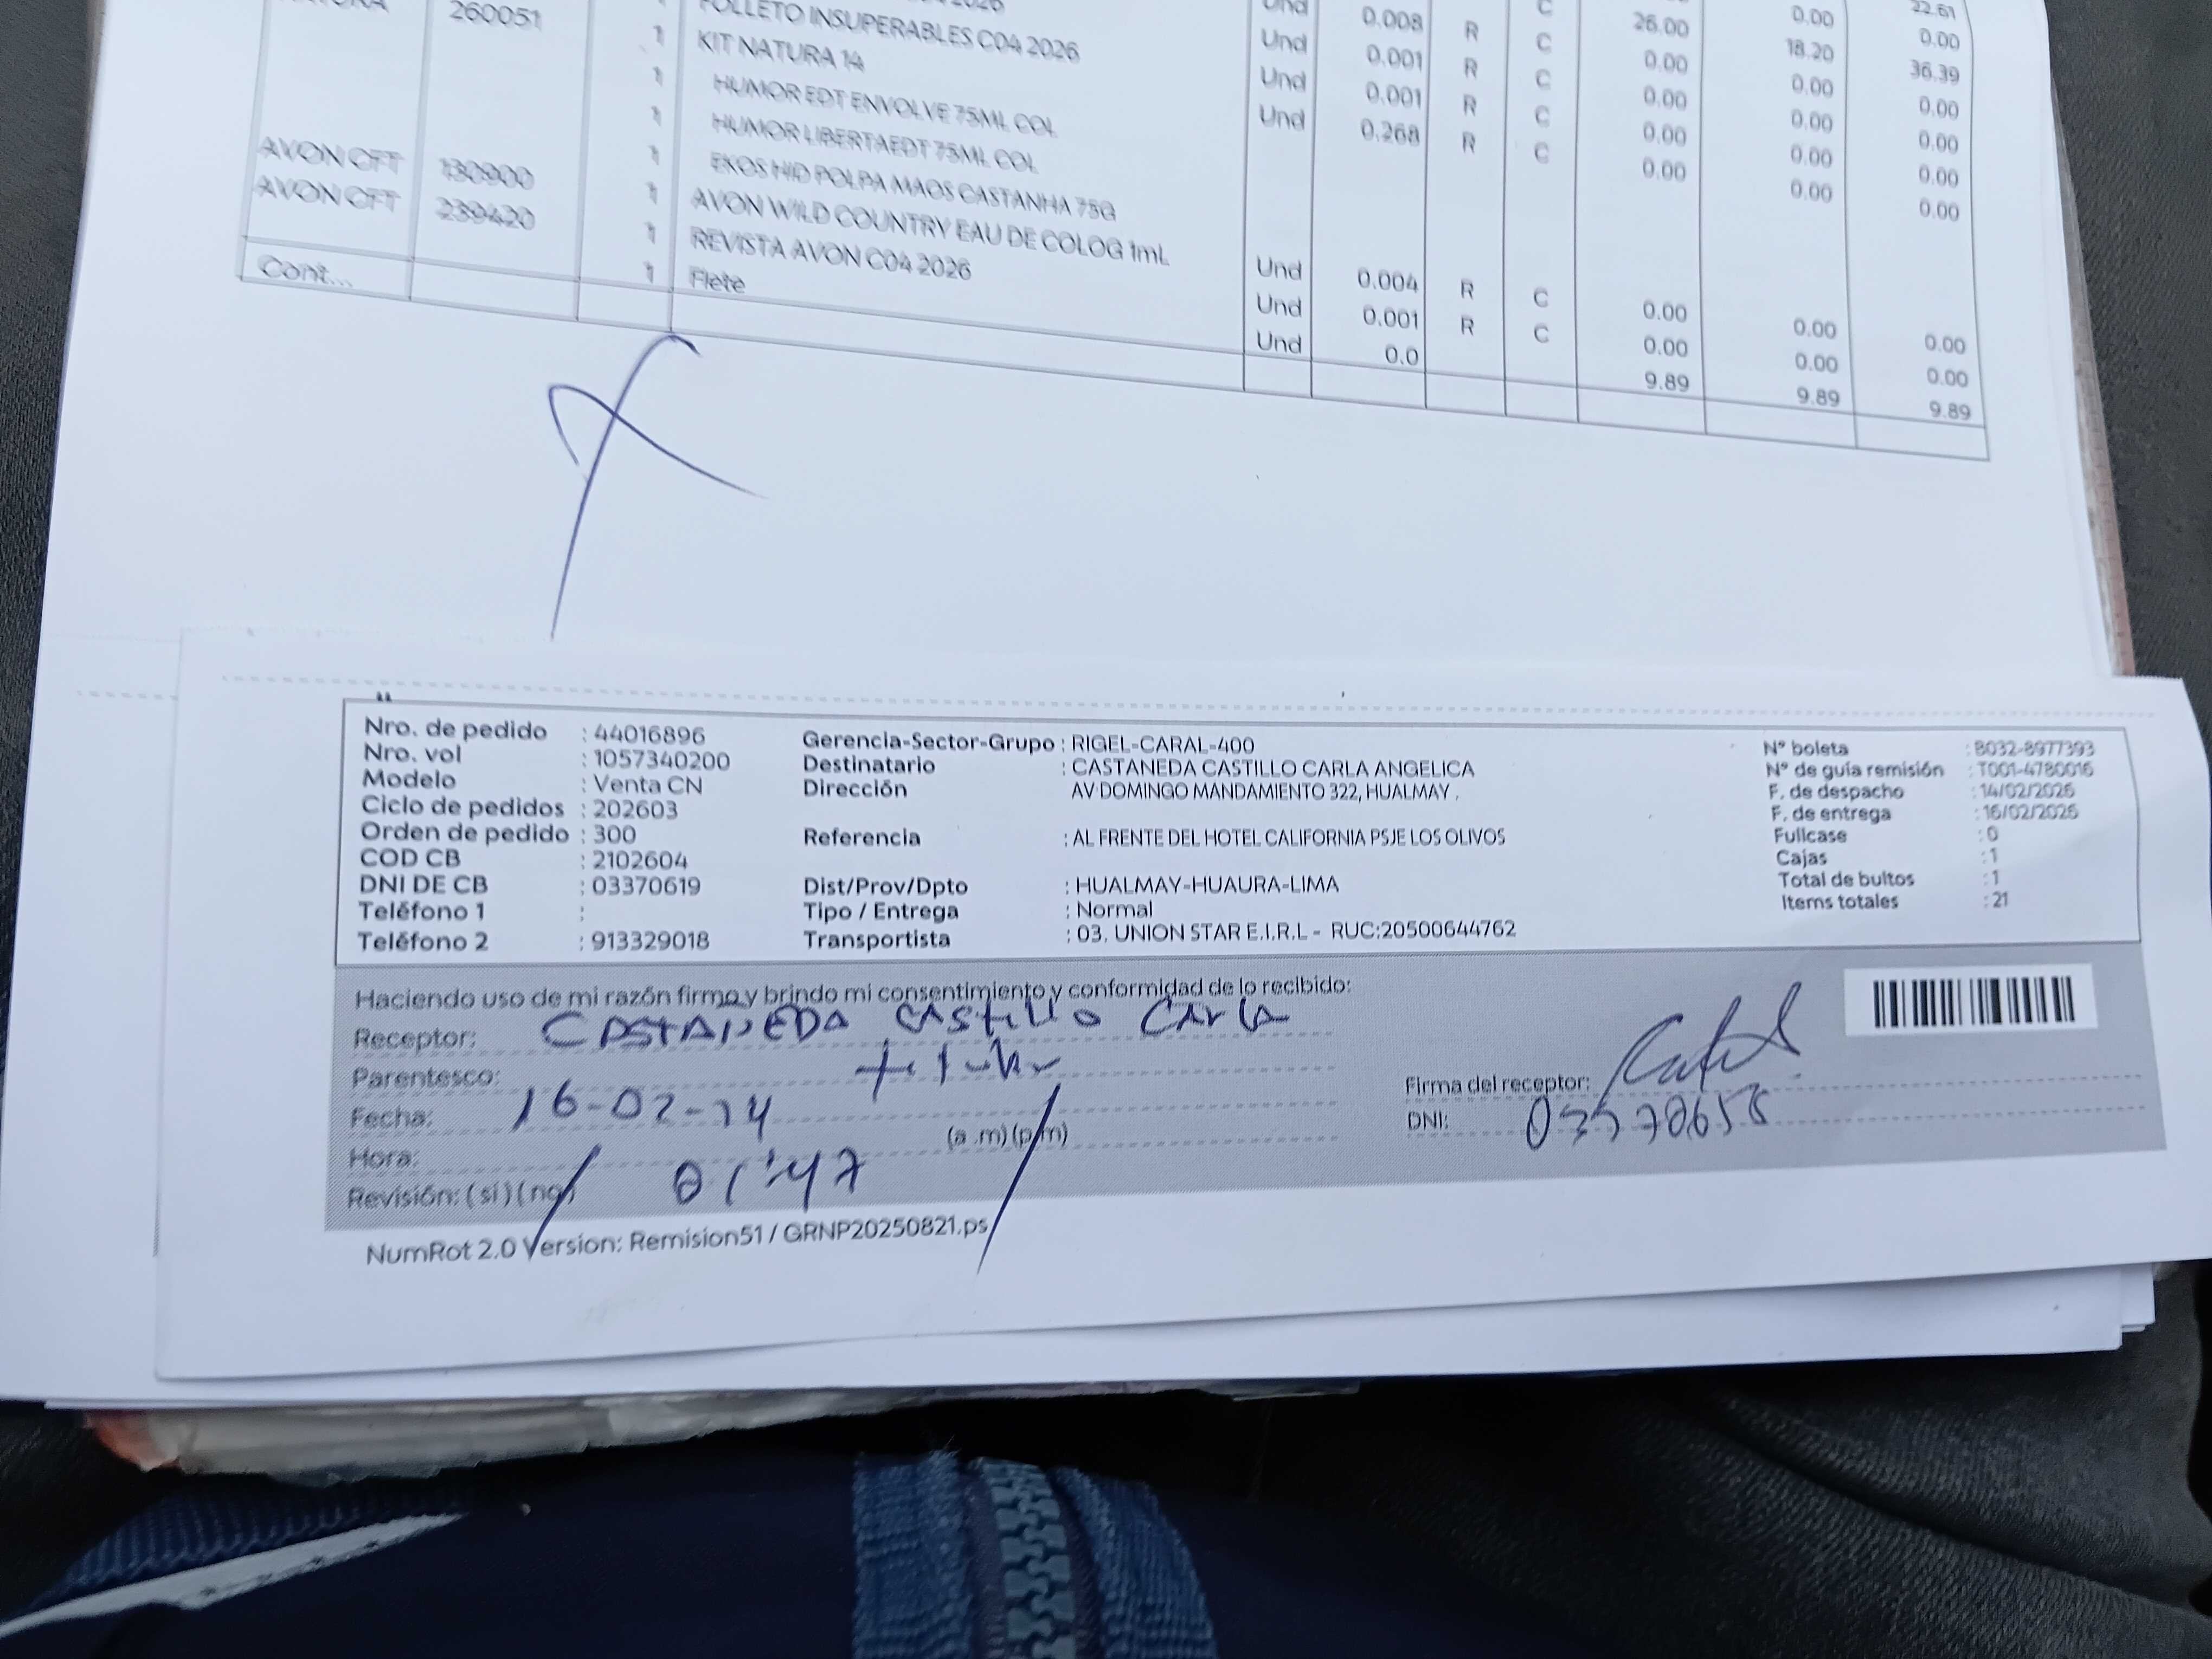 22.61
Und 0.008 R C 26.00 0.00 0.00
260051 1 FOLLETO INSUPERABLES C04 2026 Und 0.001 R C 0.00 18.20 36.39
1 KIT NATURA 14 Und 0.001 R C 0.00 0.00 0.00
1 HUMOR EDT ENVOLVE 75ML COL Und 0.268 R C 0.00 0.00 0.00
1 HUMOR LIBERTAEDT 75ML COL 0.00 0.00 0.00
1 EKOS HID POLPA MAOS CASTANHA 75G 0.00 0.00
AVON CFT 130900 1 AVON WILD COUNTRY EAU DE COLOG 1mL Und 0.004 R C 0.00 0.00 0.00
AVON CFT 239420 1 REVISTA AVON C04 2026 Und 0.001 R C 0.00 0.00 0.00
1 Flete Und 0.0 9.89 9.89 9.89
Cont...
Nro. de pedido : 44016896
Nro. vol : 1057340200
Modelo : Venta CN
Ciclo de pedidos : 202603
Orden de pedido : 300
COD CB : 2102604
DNI DE CB : 03370619
Teléfono 1 :
Teléfono 2 : 913329018
Gerencia-Sector-Grupo : RIGEL-CARAL-400
Destinatario : CASTANEDA CASTILLO CARLA ANGELICA
Dirección AV DOMINGO MANDAMIENTO 322, HUALMAY .
Referencia : AL FRENTE DEL HOTEL CALIFORNIA PSJE LOS OLIVOS
Dist/Prov/Dpto : HUALMAY-HUAURA-LIMA
Tipo / Entrega : Normal
Transportista : 03. UNION STAR E.I.R.L - RUC:20500644762
N° boleta : B032-8977393
N° de guía remisión : T001-4780016
F. de despacho : 14/02/2026
F. de entrega : 16/02/2026
Fullcase : 0
Cajas : 1
Total de bultos : 1
Items totales : 21
Haciendo uso de mi razón firmo y brindo mi consentimiento y conformidad de lo recibido:
Receptor: CASTAÑEDA CASTILLO CARLA
Parentesco: titular
Fecha: 16-02-
Hora: 01:47 (a .m) (p.m)
Revisión: (si) (no)
Firma del receptor:
DNI:
NumRot 2.0 Version: Remision51 / GRNP20250821.ps